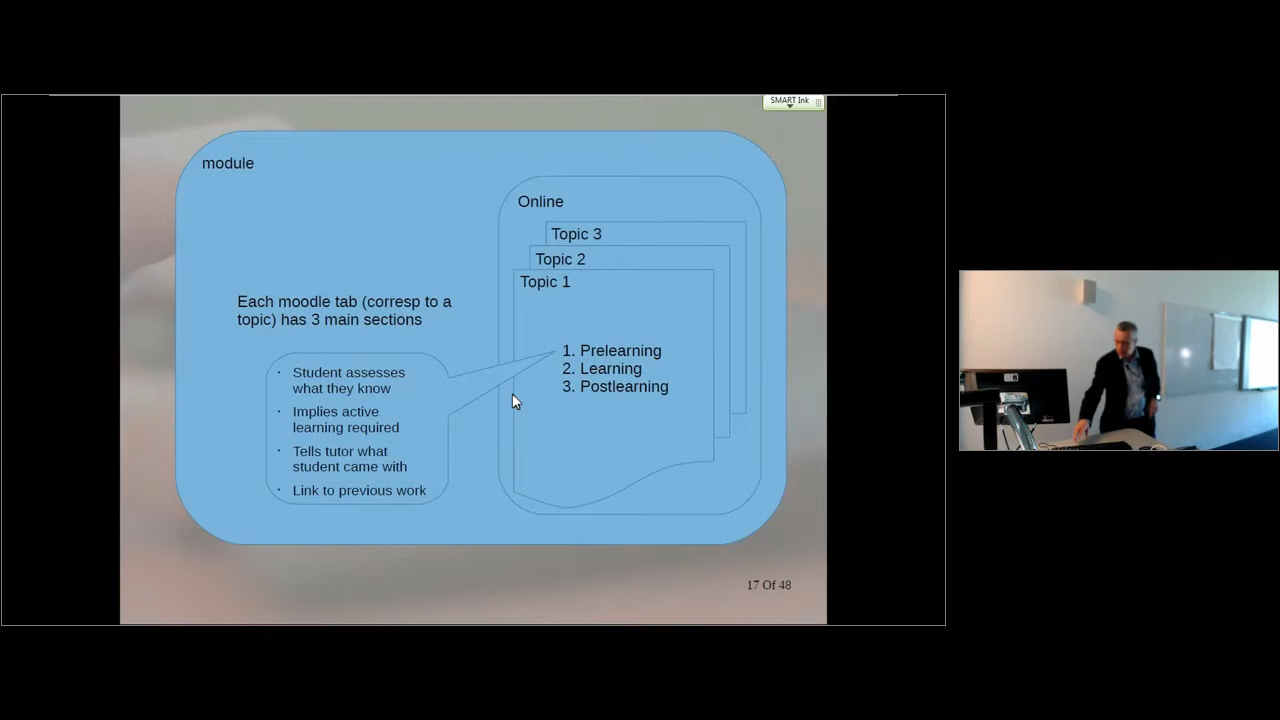 SMART Ink
module
Online
Topic 3
Topic 2
Topic 1
Each moodle tab (corresp to a
topic) has 3 main sections
1. Prelearning
2. Learning
3. Postlearning
· Student assesses
what they know
· Implies active
learning required
· Tells tutor what
student came with
· Link to previous work
17 Of 48